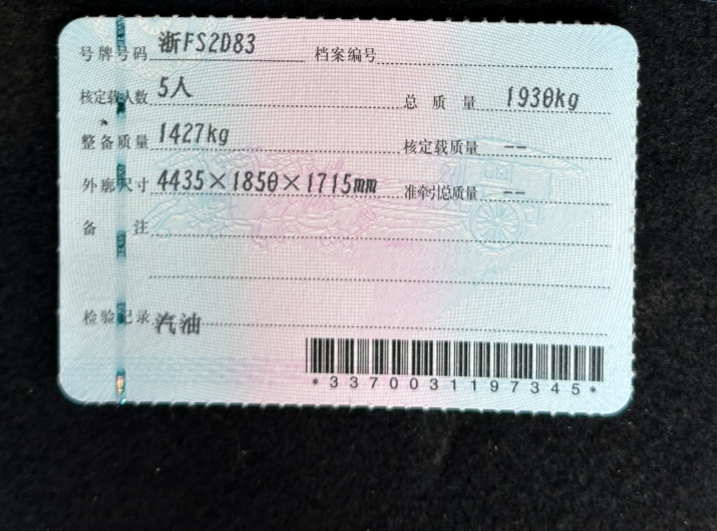 号牌号码 浙FS2D83 档案编号
核定载人数 5人 总质量 1930kg
整备质量 1427kg 核定载质量 --
外廓尺寸 4435×1850×1715mm 准牵引总质量 --
备注
检验记录 汽油
*3370031197345*